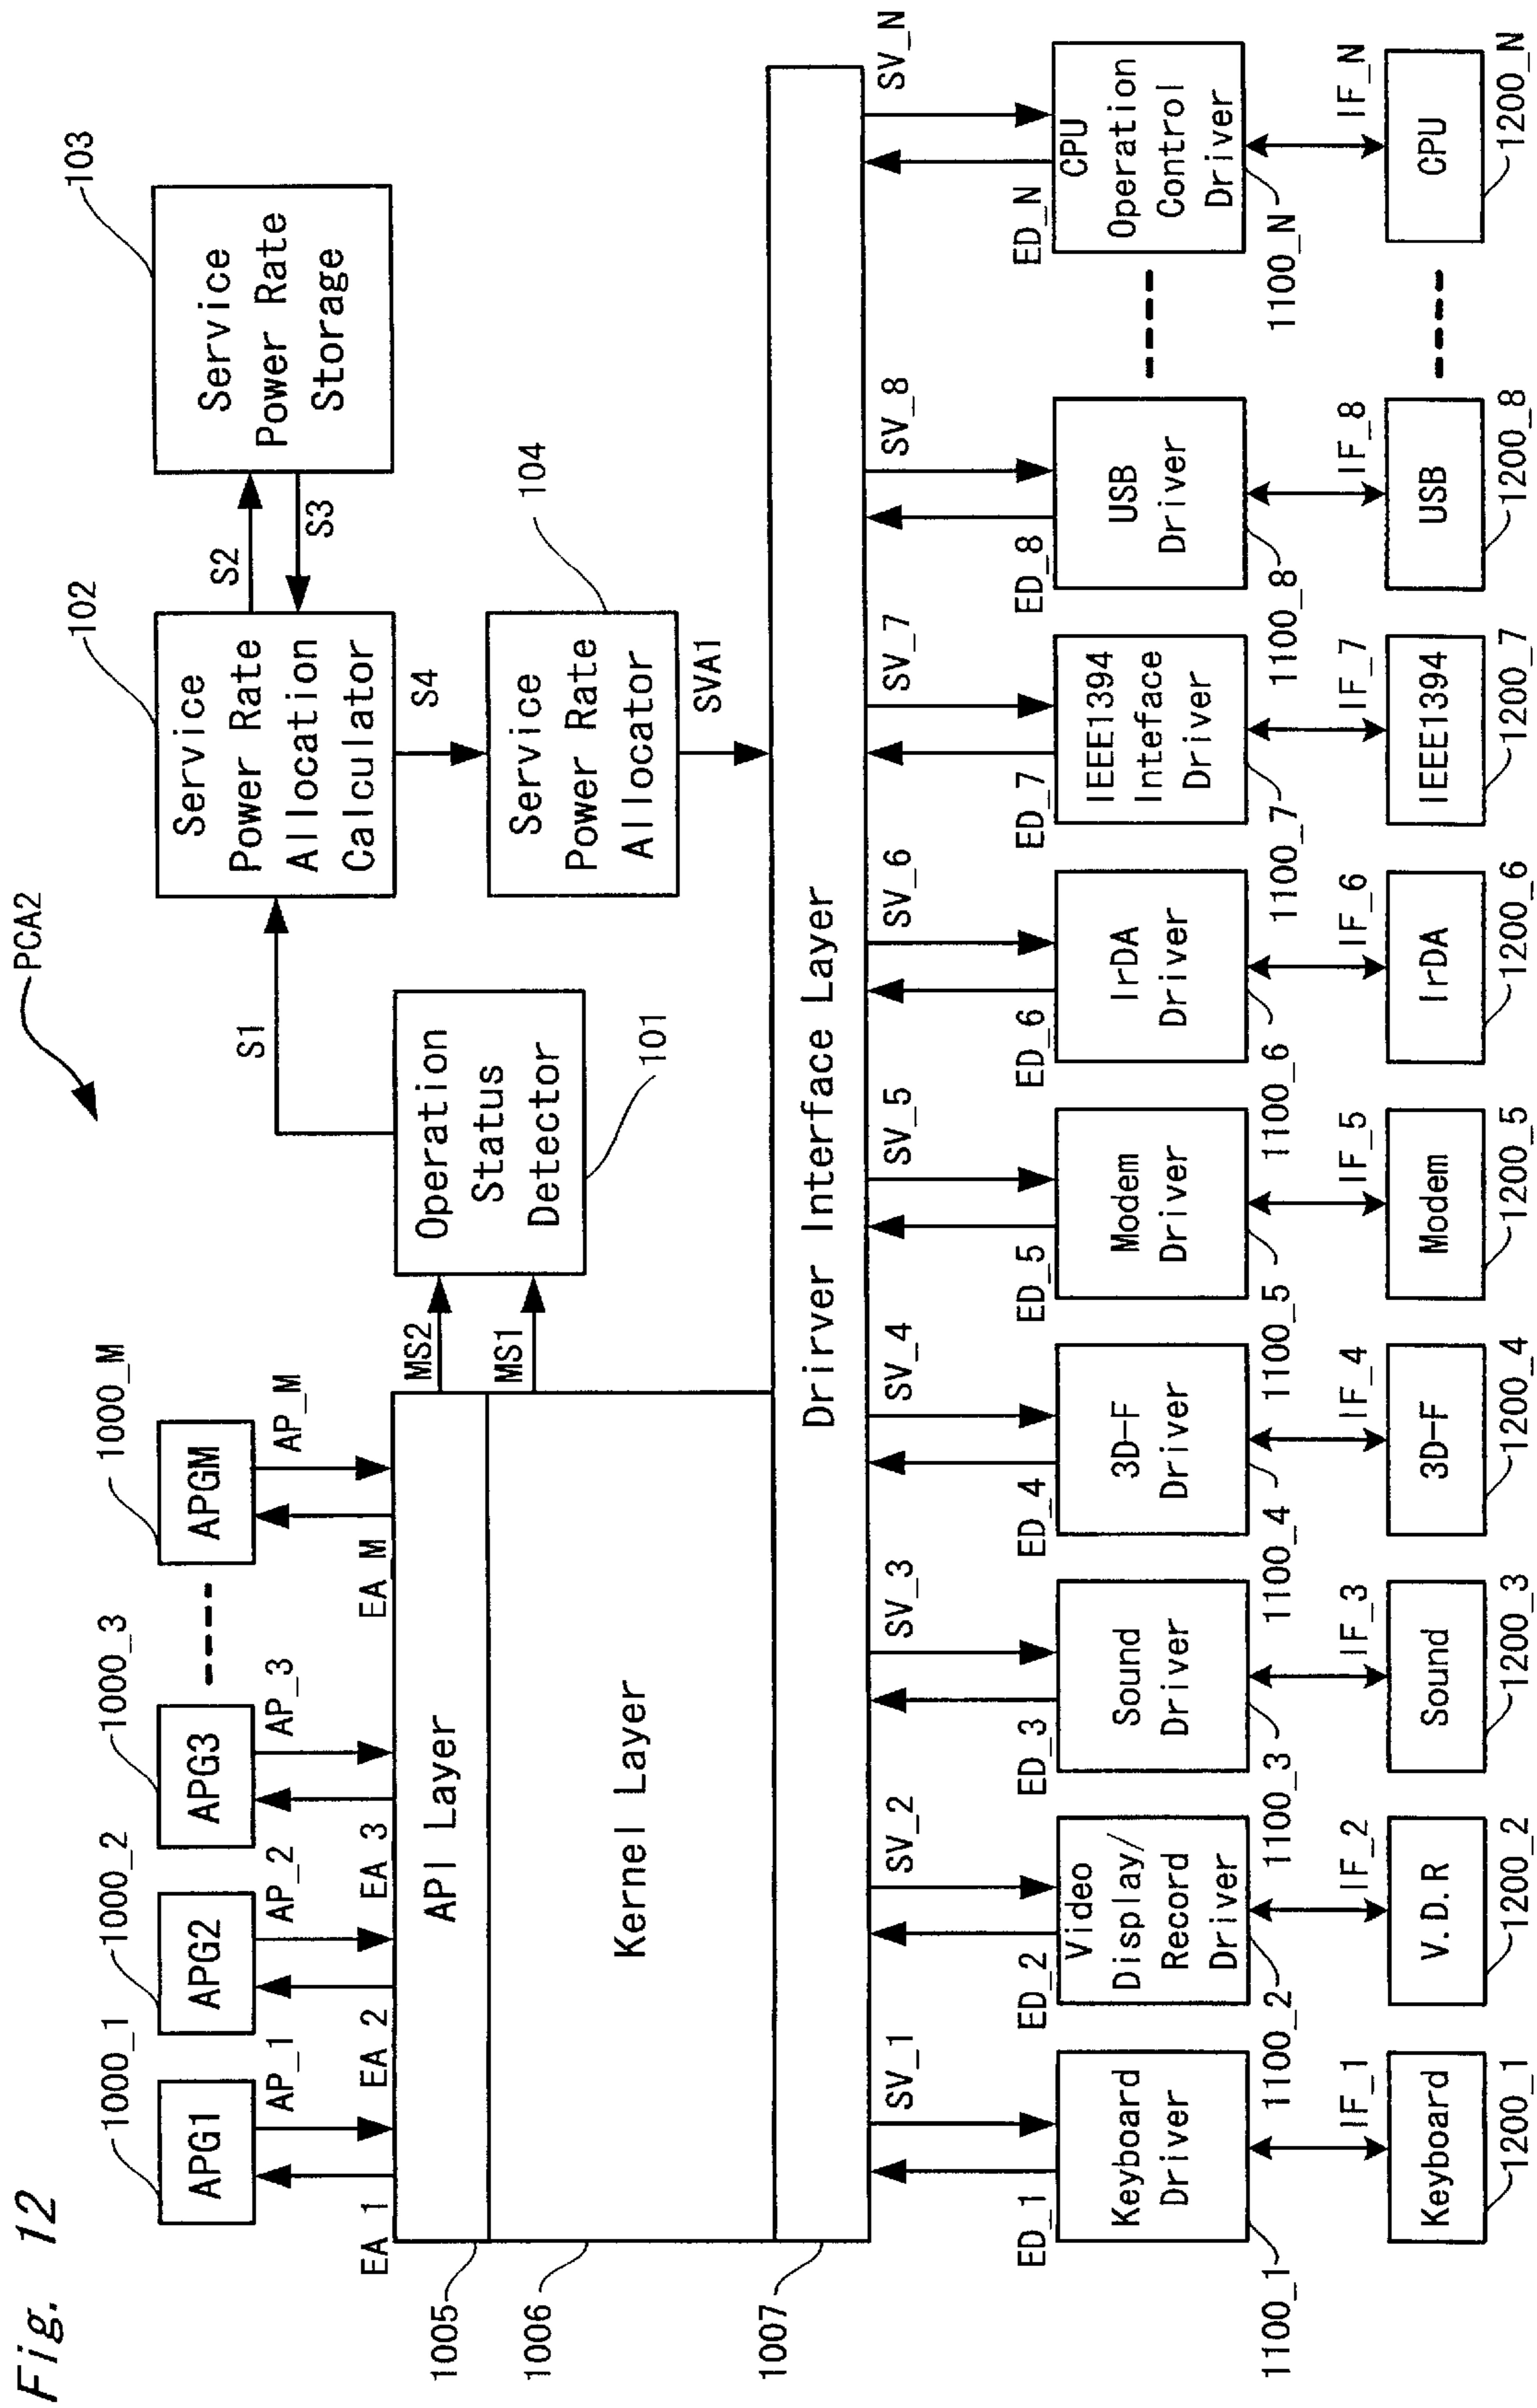 Fig. 12
PCA2
1000_1
1000_2
1000_3
1000_M
102
103
APG1
APG2
APG3
APGM
Service
Power Rate
Allocation
Calculator
Service
Power Rate
Storage
S1
S2
S3
AP_1
AP_2
AP_3
AP_M
EA_1
EA_2
EA_3
EA_M
S4
104
1005
API Layer
MS2
Operation
Status
Detector
Service
Power Rate
Allocator
1006
Kernel Layer
MS1
101
SVA1
1007
Drirver Interface Layer
SV_1
SV_2
SV_3
SV_4
SV_5
SV_6
SV_7
SV_8
SV_N
ED_1
ED_2
ED_3
ED_4
ED_5
ED_6
ED_7
ED_8
ED_N
Keyboard
Driver
Video
Display/
Record
Driver
Sound
Driver
3D-F
Driver
Modem
Driver
IrDA
Driver
IEEE1394
Inteface
Driver
USB
Driver
CPU
Operation
Control
Driver
1100_1
1100_2
1100_3
1100_4
1100_5
1100_6
1100_7
1100_8
1100_N
IF_1
IF_2
IF_3
IF_4
IF_5
IF_6
IF_7
IF_8
IF_N
Keyboard
V.D.R
Sound
3D-F
Modem
IrDA
IEEE1394
USB
CPU
1200_1
1200_2
1200_3
1200_4
1200_5
1200_6
1200_7
1200_8
1200_N